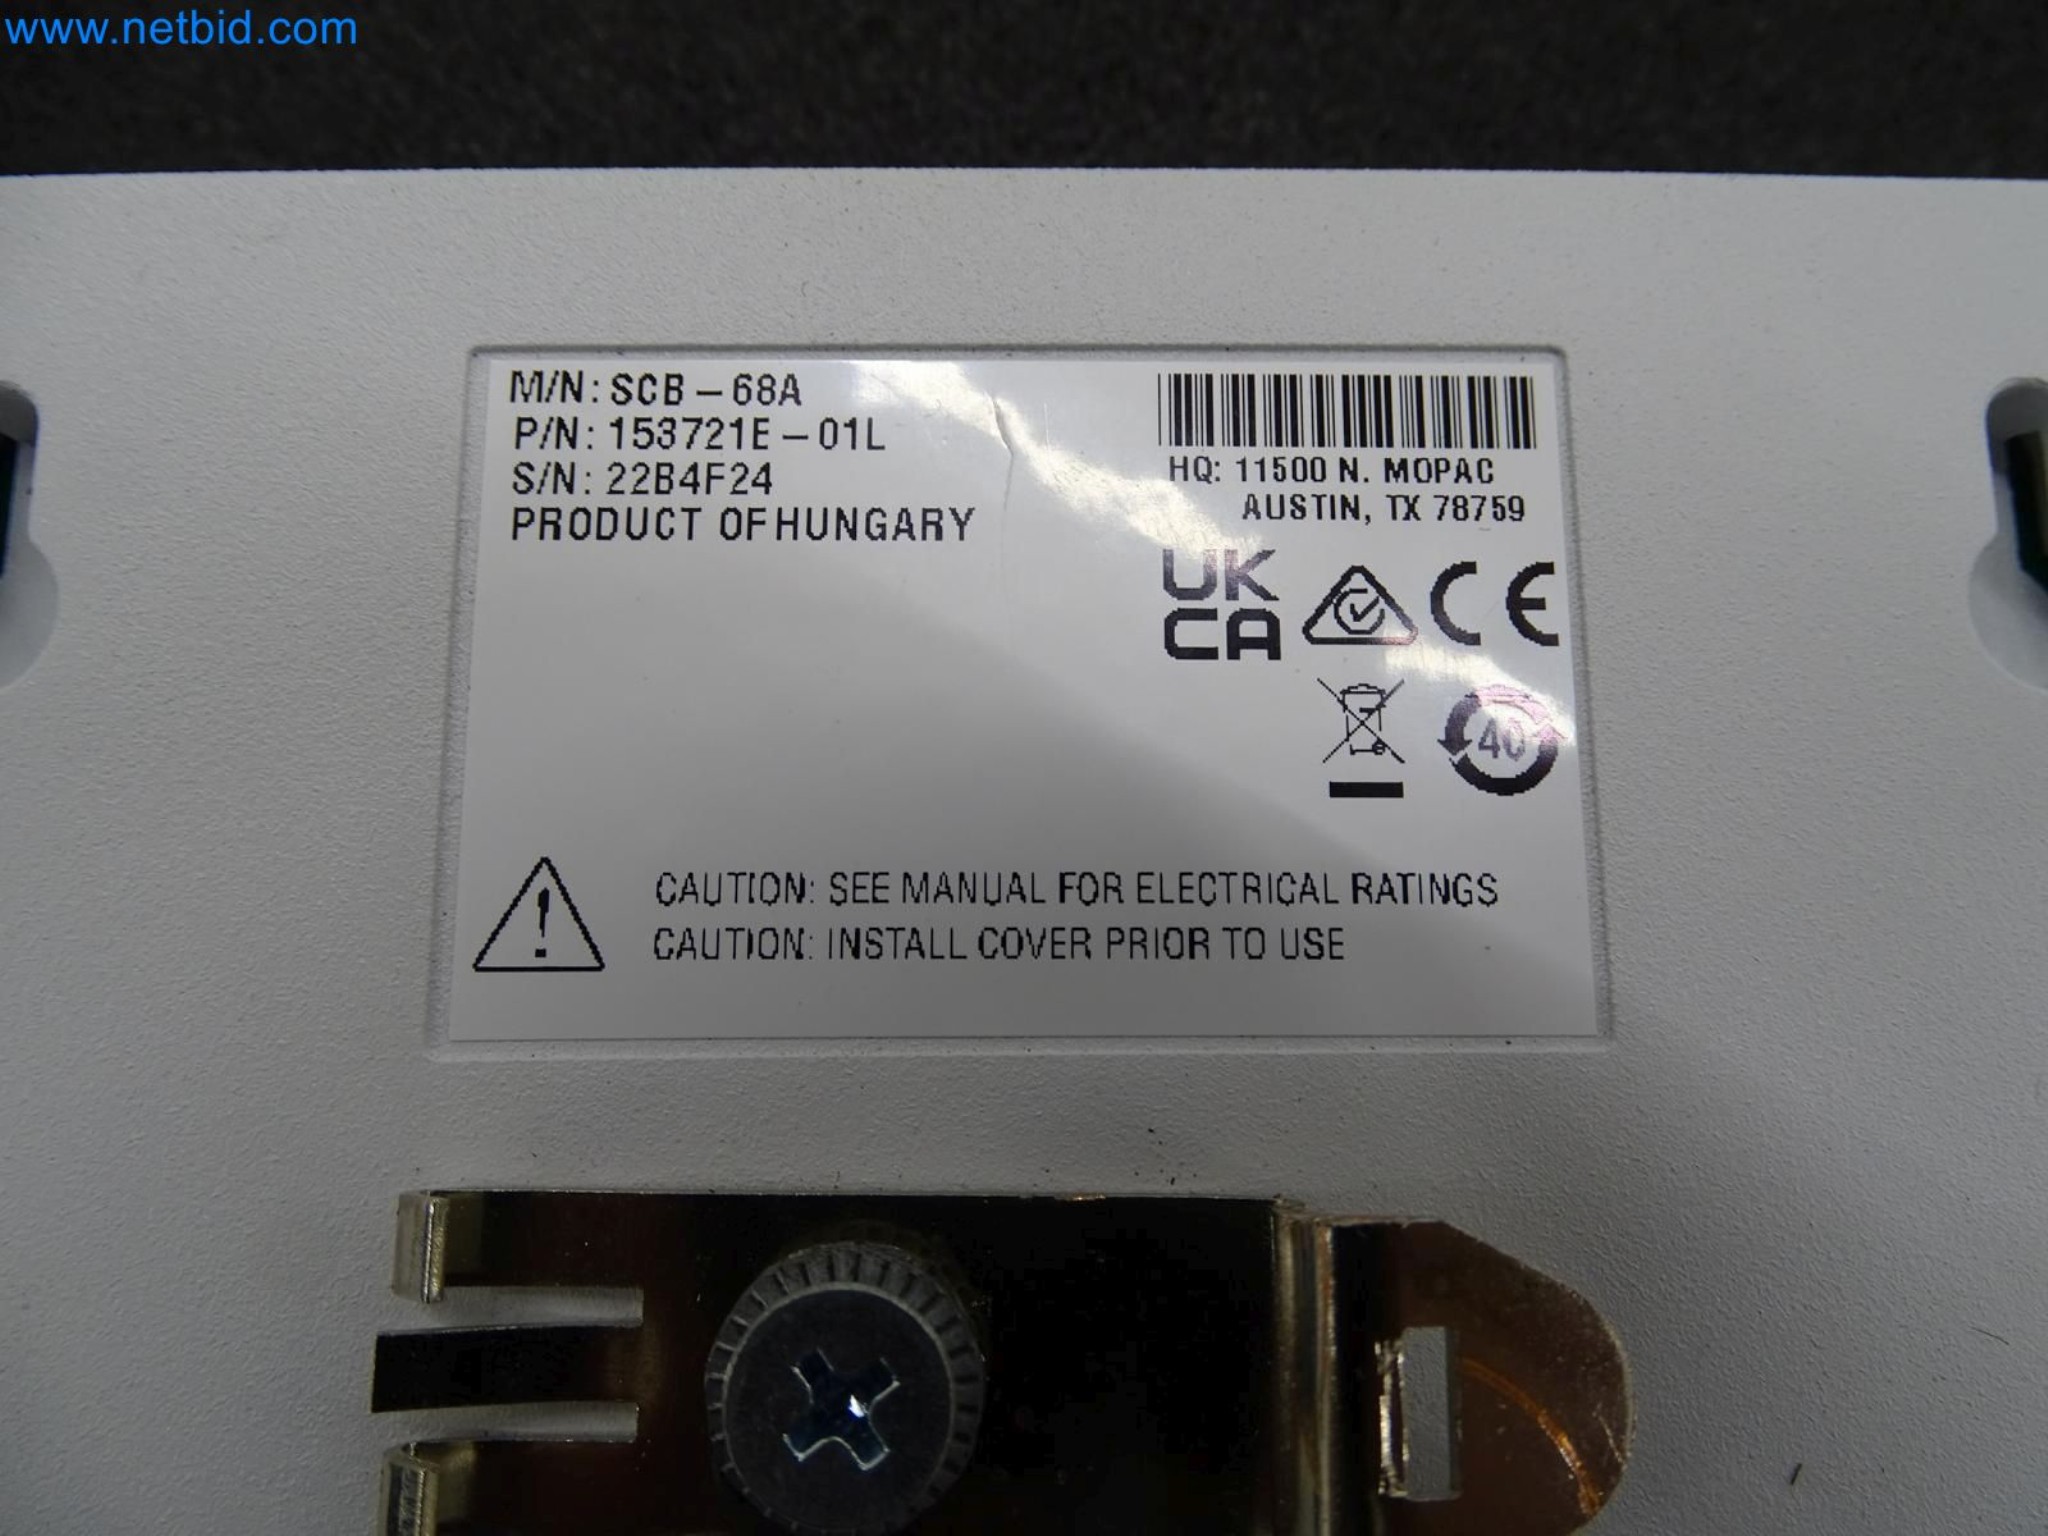 www.netbid.com
M/N: SCB-68A
P/N: 153721E-01L
S/N: 22B4F24
PRODUCT OF HUNGARY
HQ: 11500 N. MOPAC
AUSTIN, TX 78759
UK
CA
CE
40
CAUTION: SEE MANUAL FOR ELECTRICAL RATINGS
CAUTION: INSTALL COVER PRIOR TO USE